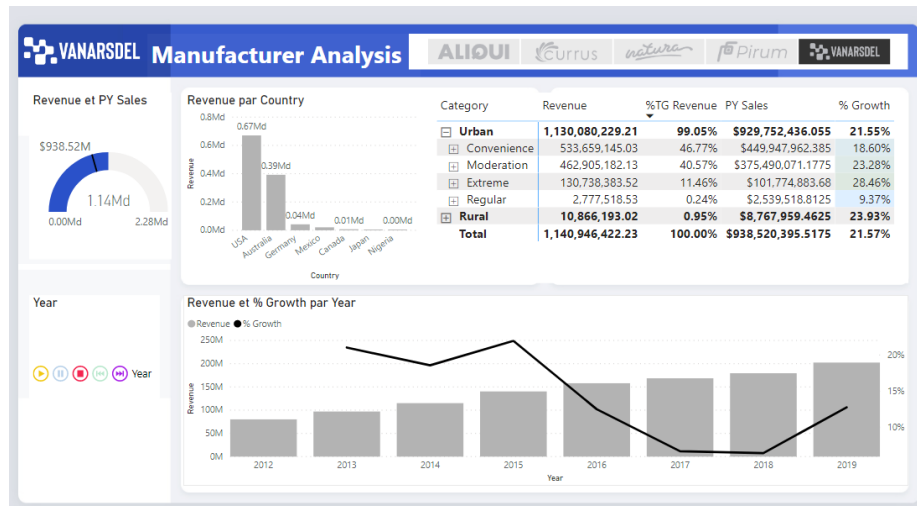 VANARSDEL Manufacturer Analysis
ALIQUI Currus natura Pirum VANARSDEL
Revenue et PY Sales
$938.52M
1.14Md
0.00Md 2.28Md
Year
Year
Revenue par Country
0.8Md
0.6Md
0.4Md
0.2Md
0.0Md
Revenue
0.67Md
0.39Md
0.04Md
0.01Md
0.00Md
USA Australia Germany Mexico Canada Japan Nigeria
Country
Category Revenue %TG Revenue PY Sales % Growth
Urban 1,130,080,229.21 99.05% $929,752,436.055 21.55%
Convenience 533,659,145.03 46.77% $449,947,962.385 18.60%
Moderation 462,905,182.13 40.57% $375,490,071.1775 23.28%
Extreme 130,738,383.52 11.46% $101,774,883.68 28.46%
Regular 2,777,518.53 0.24% $2,539,518.8125 9.37%
Rural 10,866,193.02 0.95% $8,767,959.4625 23.93%
Total 1,140,946,422.23 100.00% $938,520,395.5175 21.57%
Revenue et % Growth par Year
Revenue % Growth
250M
200M
150M
100M
50M
0M
Revenue
20%
15%
10%
2012 2013 2014 2015 2016 2017 2018 2019
Year